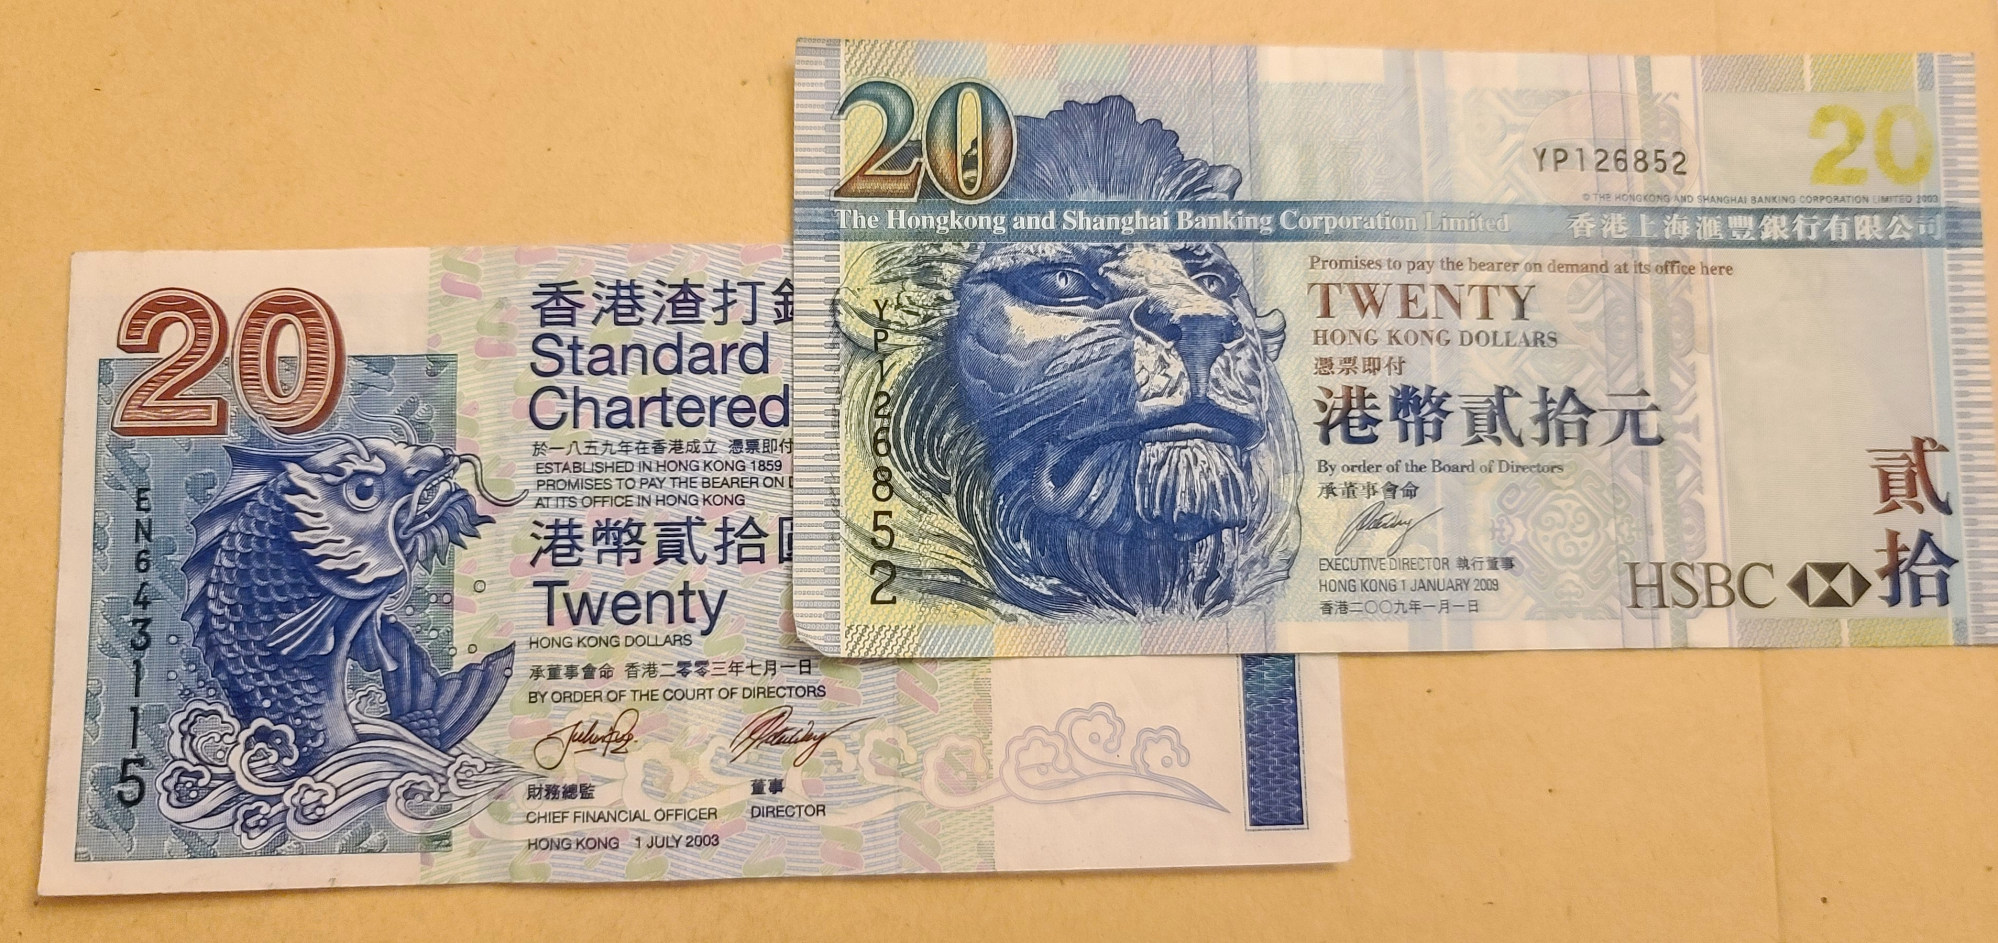 20
香港渣打
Standard
Chartered
於一八五九年在香港成立 憑票即付
ESTABLISHED IN HONG KONG 1859
PROMISES TO PAY THE BEARER ON
AT ITS OFFICE IN HONG KONG
港幣貳拾
Twenty
HONG KONG DOLLARS
承董事會命 香港二零零三年七月一日
BY ORDER OF THE COURT OF DIRECTORS
財務總監 董事
CHIEF FINANCIAL OFFICER DIRECTOR
HONG KONG 1 JULY 2003
EN643115
20
YP126852
20
© THE HONGKONG AND SHANGHAI BANKING CORPORATION LIMITED 2003
The Hongkong and Shanghai Banking Corporation Limited 香港上海滙豐銀行有限公司
Promises to pay the bearer on demand at its office here
TWENTY
HONG KONG DOLLARS
憑票即付
港幣貳拾元
By order of the Board of Directors
承董事會命
EXECUTIVE DIRECTOR 執行董事
HONG KONG 1 JANUARY 2009
香港二〇〇九年一月一日
YP126852
HSBC
貳拾